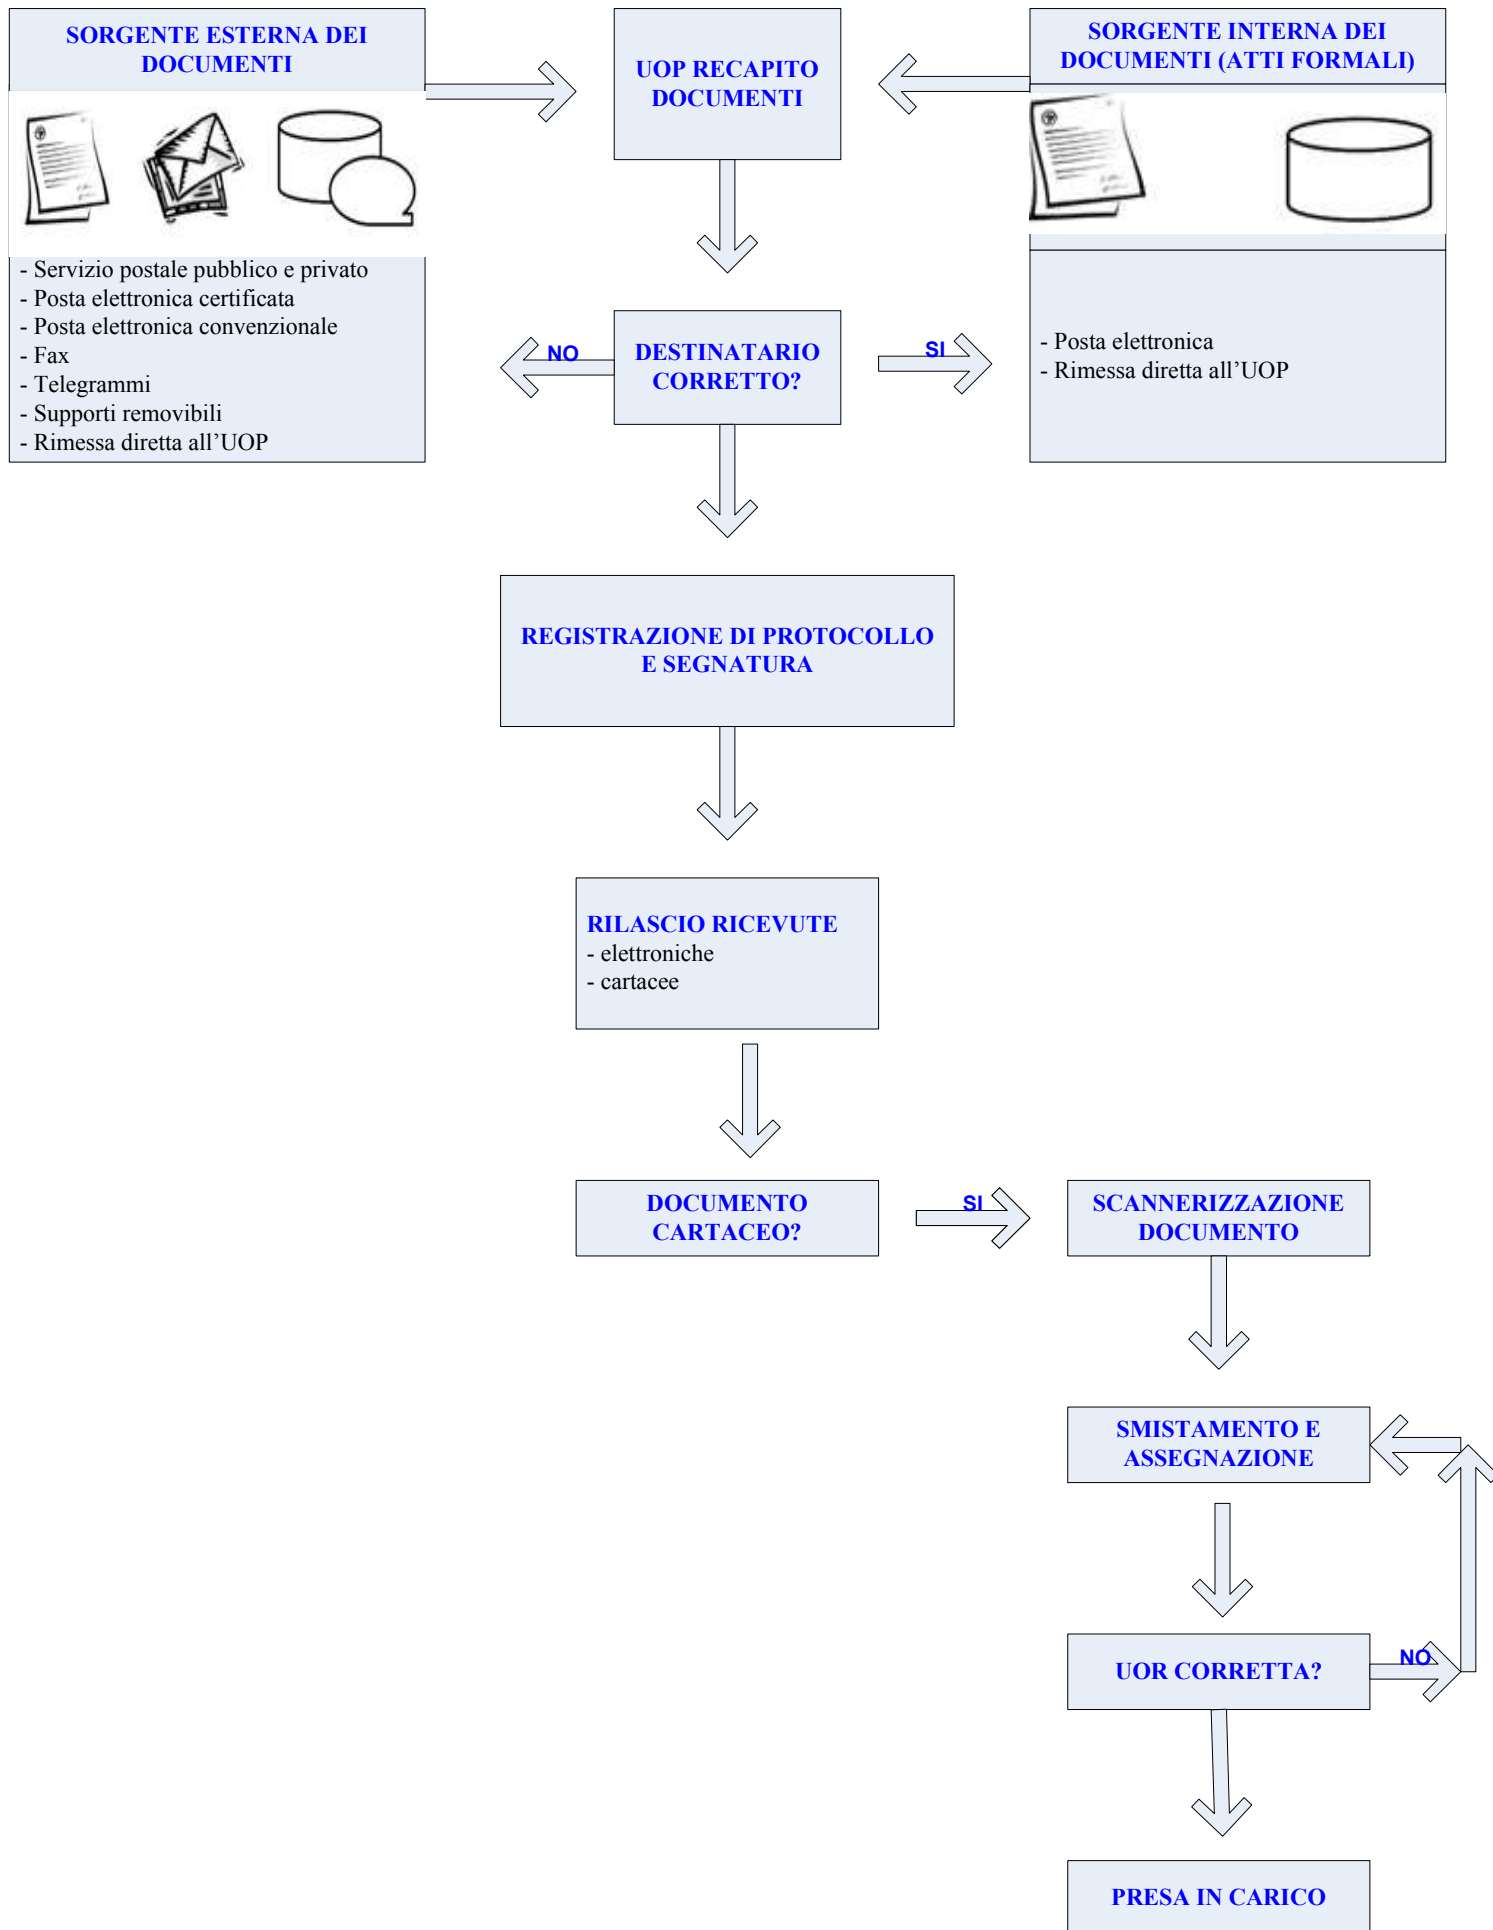 SORGENTE ESTERNA DEI
DOCUMENTI
UOP RECAPITO
DOCUMENTI
SORGENTE INTERNA DEI
DOCUMENTI (ATTI FORMALI)
- Servizio postale pubblico e privato
- Posta elettronica certificata
- Posta elettronica convenzionale
- Fax
- Telegrammi
- Supporti removibili
- Rimessa diretta all’UOP
NO
DESTINATARIO
CORRETTO?
SI
- Posta elettronica
- Rimessa diretta all’UOP
REGISTRAZIONE DI PROTOCOLLO
E SEGNATURA
RILASCIO RICEVUTE
- elettroniche
- cartacee
DOCUMENTO
CARTACEO?
SI
SCANNERIZZAZIONE
DOCUMENTO
SMISTAMENTO E
ASSEGNAZIONE
UOR CORRETTA?
NO
PRESA IN CARICO